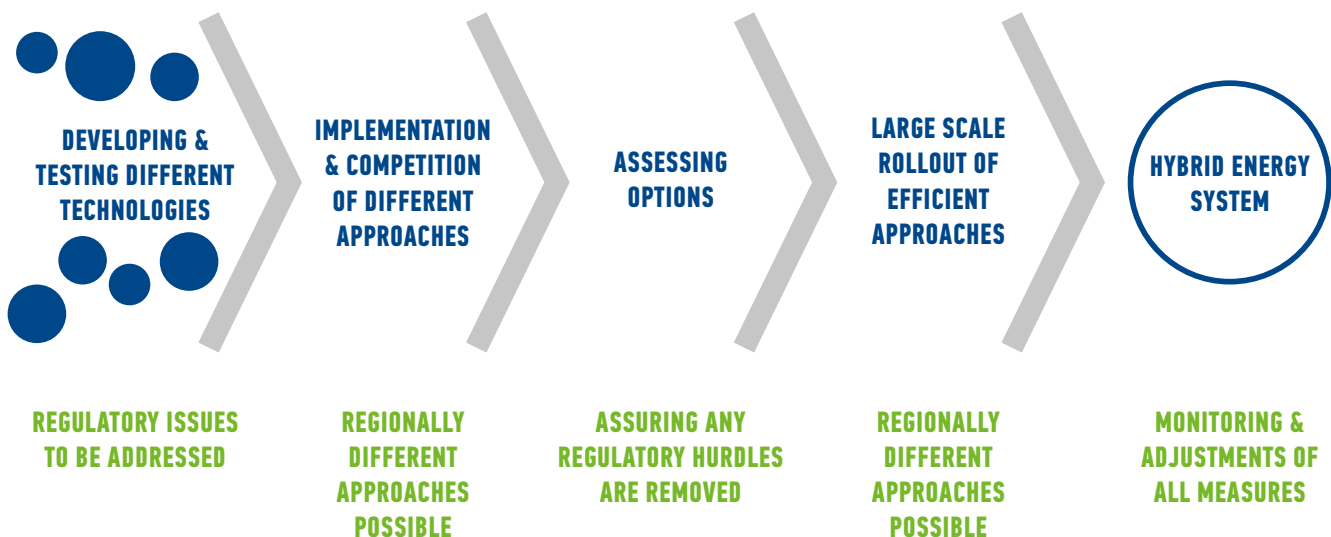 DEVELOPING &
TESTING DIFFERENT
TECHNOLOGIES
IMPLEMENTATION
& COMPETITION
OF DIFFERENT
APPROACHES
ASSESSING
OPTIONS
LARGE SCALE
ROLLOUT OF
EFFICIENT
APPROACHES
HYBRID ENERGY
SYSTEM
REGULATORY ISSUES
TO BE ADDRESSED
REGIONALLY
DIFFERENT
APPROACHES
POSSIBLE
ASSURING ANY
REGULATORY HURDLES
ARE REMOVED
REGIONALLY
DIFFERENT
APPROACHES
POSSIBLE
MONITORING &
ADJUSTMENTS OF
ALL MEASURES